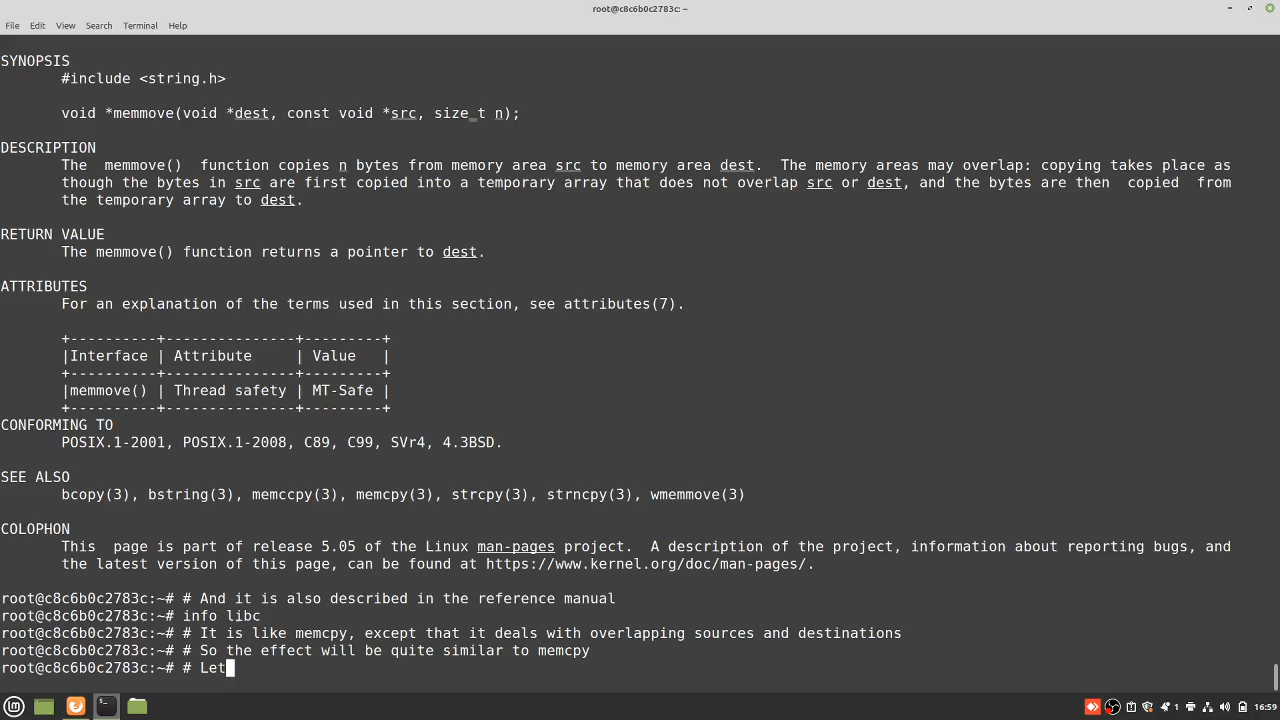 root@c8c6b0c2783c: ~
File Edit View Search Terminal Help
SYNOPSIS
#include <string.h>
void *memmove(void *dest, const void *src, size_t n);
DESCRIPTION
The  memmove()  function copies n bytes from memory area src to memory area dest.  The memory areas may overlap: copying takes place as
though the bytes in src are first copied into a temporary array that does not overlap src or dest, and the bytes are then  copied  from
the temporary array to dest.
RETURN VALUE
The memmove() function returns a pointer to dest.
ATTRIBUTES
For an explanation of the terms used in this section, see attributes(7).
+----------+---------------+---------+
|Interface | Attribute     | Value   |
+----------+---------------+---------+
|memmove() | Thread safety | MT-Safe |
+----------+---------------+---------+
CONFORMING TO
POSIX.1-2001, POSIX.1-2008, C89, C99, SVr4, 4.3BSD.
SEE ALSO
bcopy(3), bstring(3), memccpy(3), memcpy(3), strcpy(3), strncpy(3), wmemmove(3)
COLOPHON
This  page is part of release 5.05 of the Linux man-pages project.  A description of the project, information about reporting bugs, and
the latest version of this page, can be found at https://www.kernel.org/doc/man-pages/.
root@c8c6b0c2783c:~# # And it is also described in the reference manual
root@c8c6b0c2783c:~# info libc
root@c8c6b0c2783c:~# # It is like memcpy, except that it deals with overlapping sources and destinations
root@c8c6b0c2783c:~# # So the effect will be quite similar to memcpy
root@c8c6b0c2783c:~# # Let
1
16:59